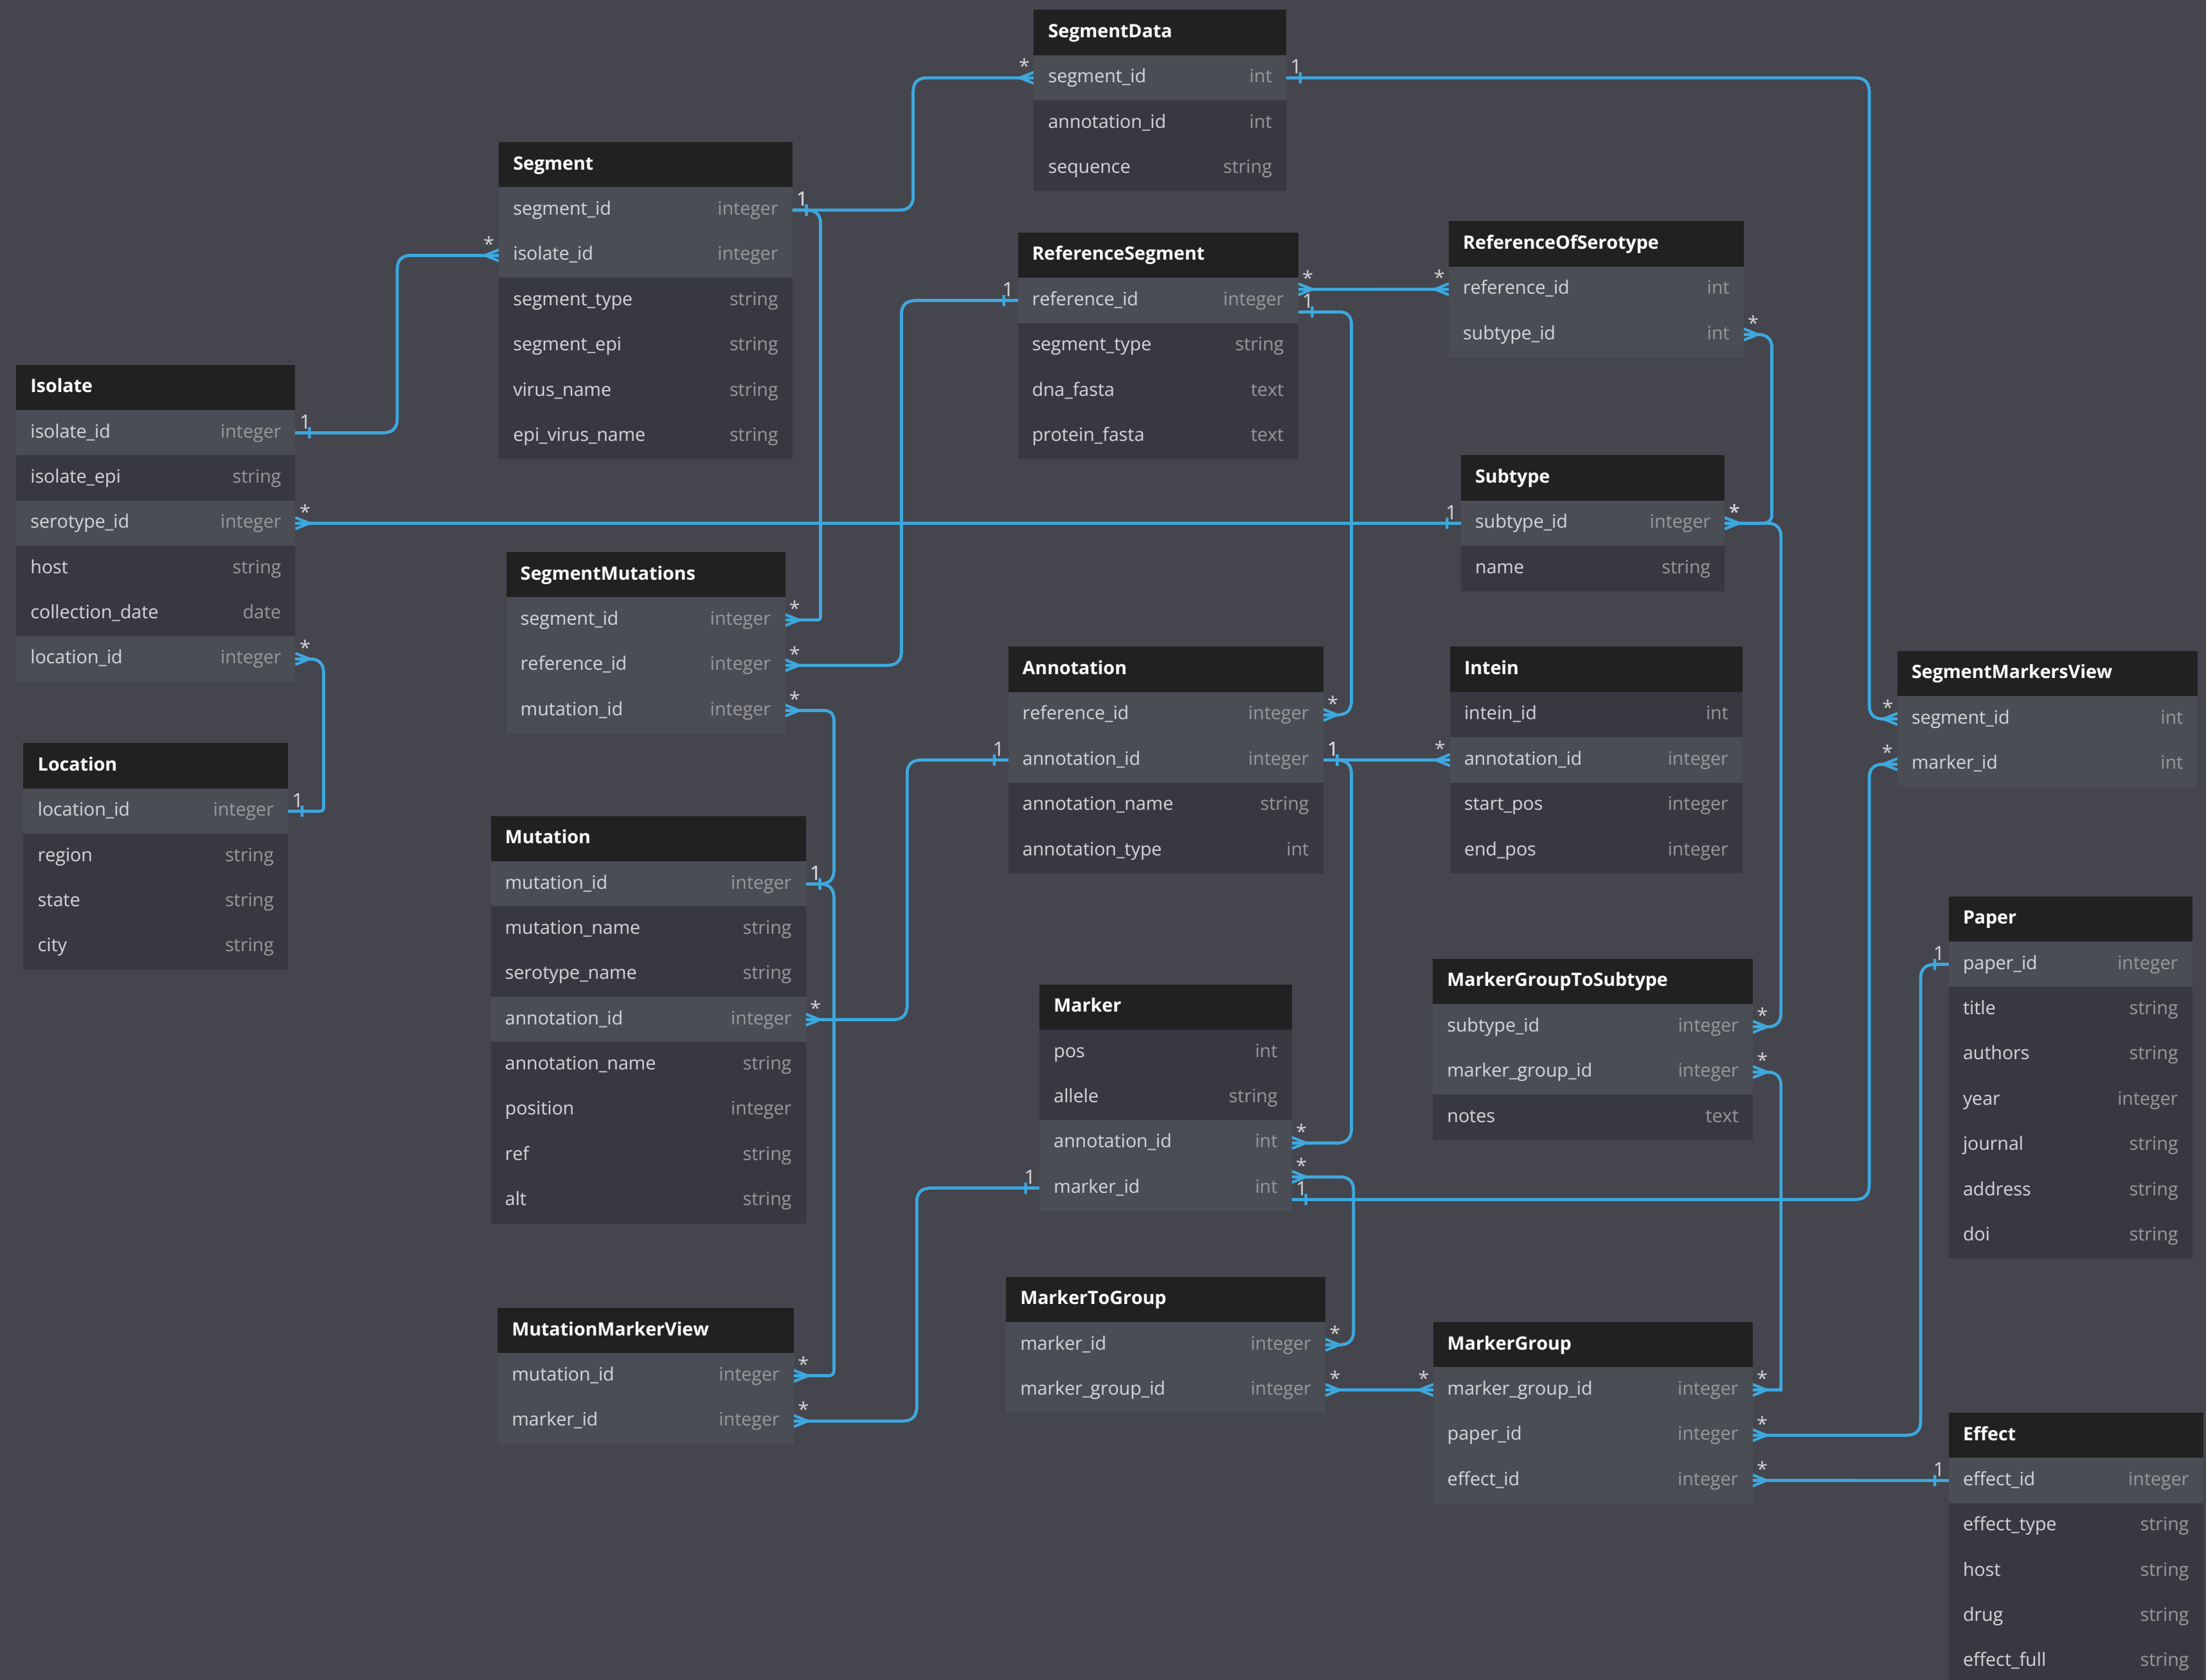 SegmentData
segment_id int
annotation_id int
sequence string
Segment
segment_id integer
isolate_id integer
segment_type string
segment_epi string
virus_name string
epi_virus_name string
ReferenceSegment
reference_id integer
segment_type string
dna_fasta text
protein_fasta text
ReferenceOfSerotype
reference_id int
subtype_id int
Isolate
isolate_id integer
isolate_epi string
serotype_id integer
host string
collection_date date
location_id integer
Subtype
subtype_id integer
name string
SegmentMutations
segment_id integer
reference_id integer
mutation_id integer
Annotation
reference_id integer
annotation_id integer
annotation_name string
annotation_type int
Intein
intein_id int
annotation_id integer
start_pos integer
end_pos integer
SegmentMarkersView
segment_id int
marker_id int
Location
location_id integer
region string
state string
city string
Mutation
mutation_id integer
mutation_name string
serotype_name string
annotation_id integer
annotation_name string
position integer
ref string
alt string
Marker
pos int
allele string
annotation_id int
marker_id int
MarkerGroupToSubtype
subtype_id integer
marker_group_id integer
notes text
Paper
paper_id integer
title string
authors string
year integer
journal string
address string
doi string
MutationMarkerView
mutation_id integer
marker_id integer
MarkerToGroup
marker_id integer
marker_group_id integer
MarkerGroup
marker_group_id integer
paper_id integer
effect_id integer
Effect
effect_id integer
effect_type string
host string
drug string
effect_full string